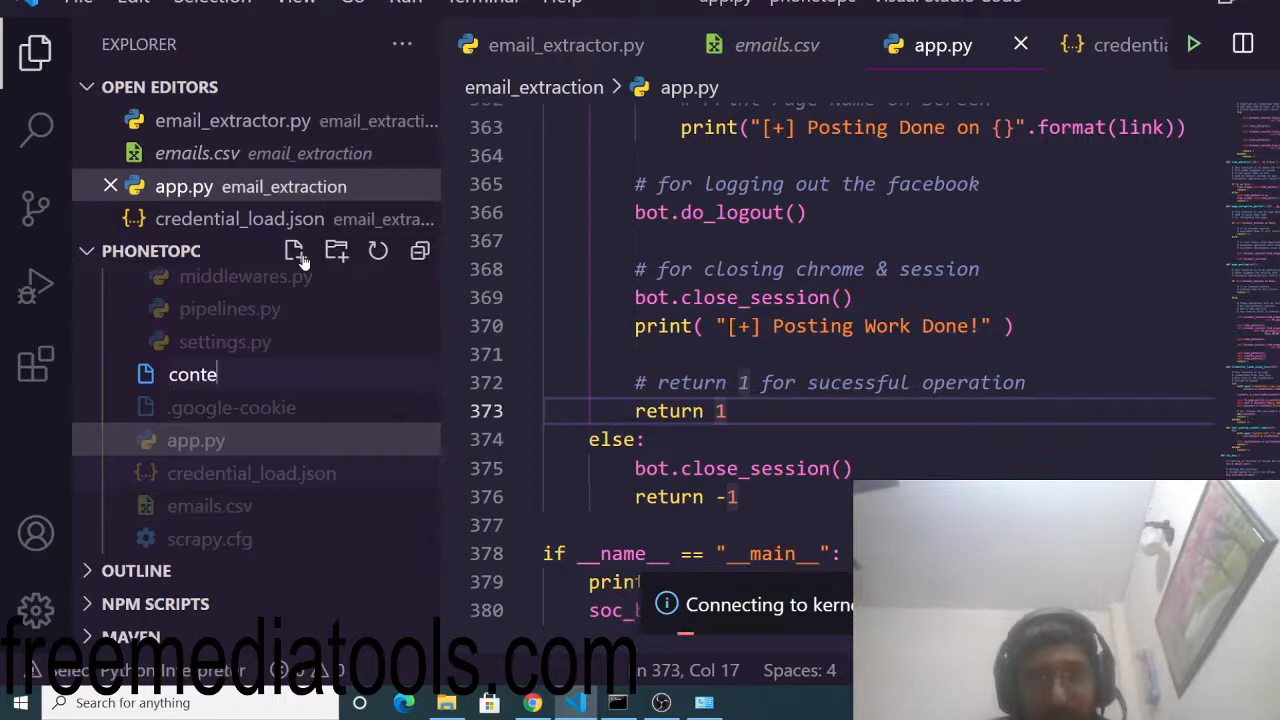 EXPLORER
email_extractor.py
emails.csv
app.py
OPEN EDITORS
email_extractor.py email_extracti...
emails.csv email_extraction
app.py email_extraction
credential_load.json email_extra...
PHONETOPC
middlewares.py
pipelines.py
settings.py
conte
.google-cookie
app.py
credential_load.json
emails.csv
scrapy.cfg
OUTLINE
NPM SCRIPTS
MAVEN
email_extraction > app.py
363 print("[+] Posting Done on {}".format(link))
364
365 # for logging out the facebook
366 bot.do_logout()
367
368 # for closing chrome & session
369 bot.close_session()
370 print( "[+] Posting Work Done!" )
371
372 # return 1 for sucessful operation
373 return 1
374 else:
375 bot.close_session()
376 return -1
377
378 if __name__ == "__main__":
379
380
Connecting to kerne
freemediatools.com
Select Python Interpreter 0 0
Ln 373, Col 17 Spaces: 4
Search for anything